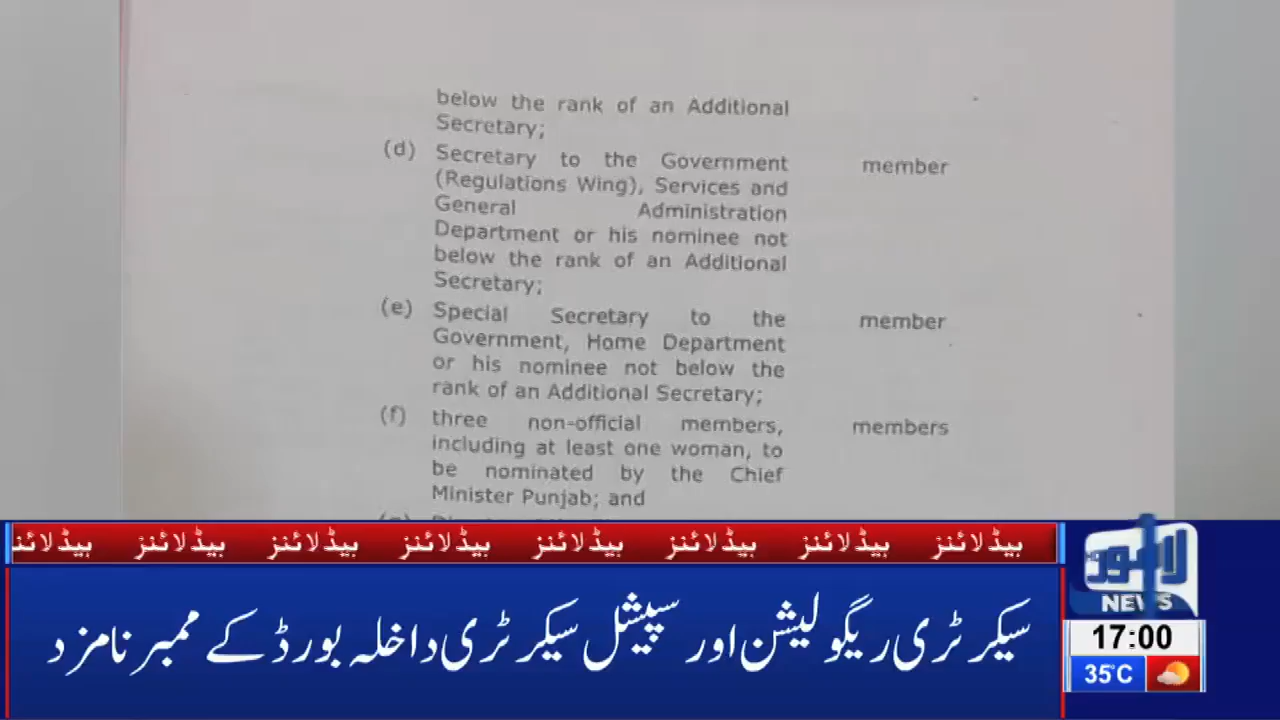 below the rank of an Additional
Secretary;
(d) Secretary to the Government member
(Regulations Wing), Services and
General Administration
Department or his nominee not
below the rank of an Additional
Secretary;
(e) Special Secretary to the member
Government, Home Department
or his nominee not below the
rank of an Additional Secretary;
(f) three non-official members, members
including at least one woman, to
be nominated by the Chief
Minister Punjab; and
ہیڈلائنز ہیڈلائنز ہیڈلائنز ہیڈلائنز ہیڈلائنز ہیڈلائنز ہیڈلائنز ہیڈلائنز
لاہور
NEWS
سیکرٹری ریگولیشن اور سپیشل سیکرٹری داخلہ بورڈ کے ممبر نامزد
17:00
35°C